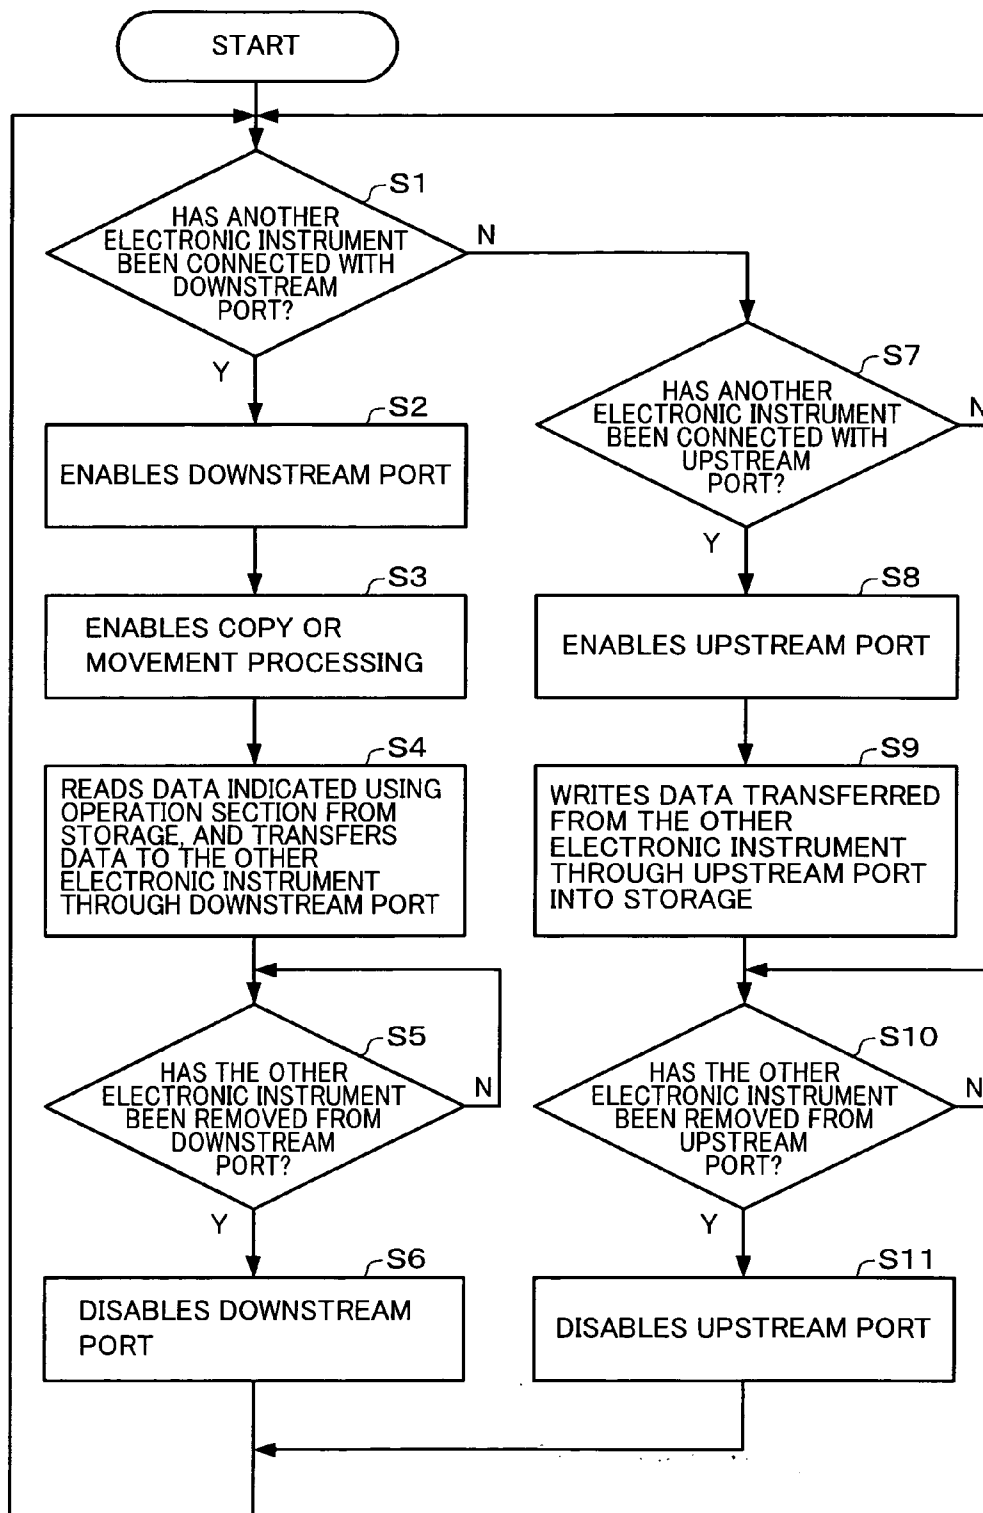 START
S1
HAS ANOTHER
ELECTRONIC INSTRUMENT
BEEN CONNECTED WITH
DOWNSTREAM
PORT?
N
Y
S2
ENABLES DOWNSTREAM PORT
S3
ENABLES COPY OR
MOVEMENT PROCESSING
S4
READS DATA INDICATED USING
OPERATION SECTION FROM
STORAGE, AND TRANSFERS
DATA TO THE OTHER
ELECTRONIC INSTRUMENT
THROUGH DOWNSTREAM PORT
S5
HAS THE OTHER
ELECTRONIC INSTRUMENT
BEEN REMOVED FROM
DOWNSTREAM
PORT?
N
Y
S6
DISABLES DOWNSTREAM
PORT
S7
HAS ANOTHER
ELECTRONIC INSTRUMENT
BEEN CONNECTED WITH
UPSTREAM
PORT?
N
Y
S8
ENABLES UPSTREAM PORT
S9
WRITES DATA TRANSFERRED
FROM THE OTHER
ELECTRONIC INSTRUMENT
THROUGH UPSTREAM PORT
INTO STORAGE
S10
HAS THE OTHER
ELECTRONIC INSTRUMENT
BEEN REMOVED FROM
UPSTREAM
PORT?
N
Y
S11
DISABLES UPSTREAM PORT